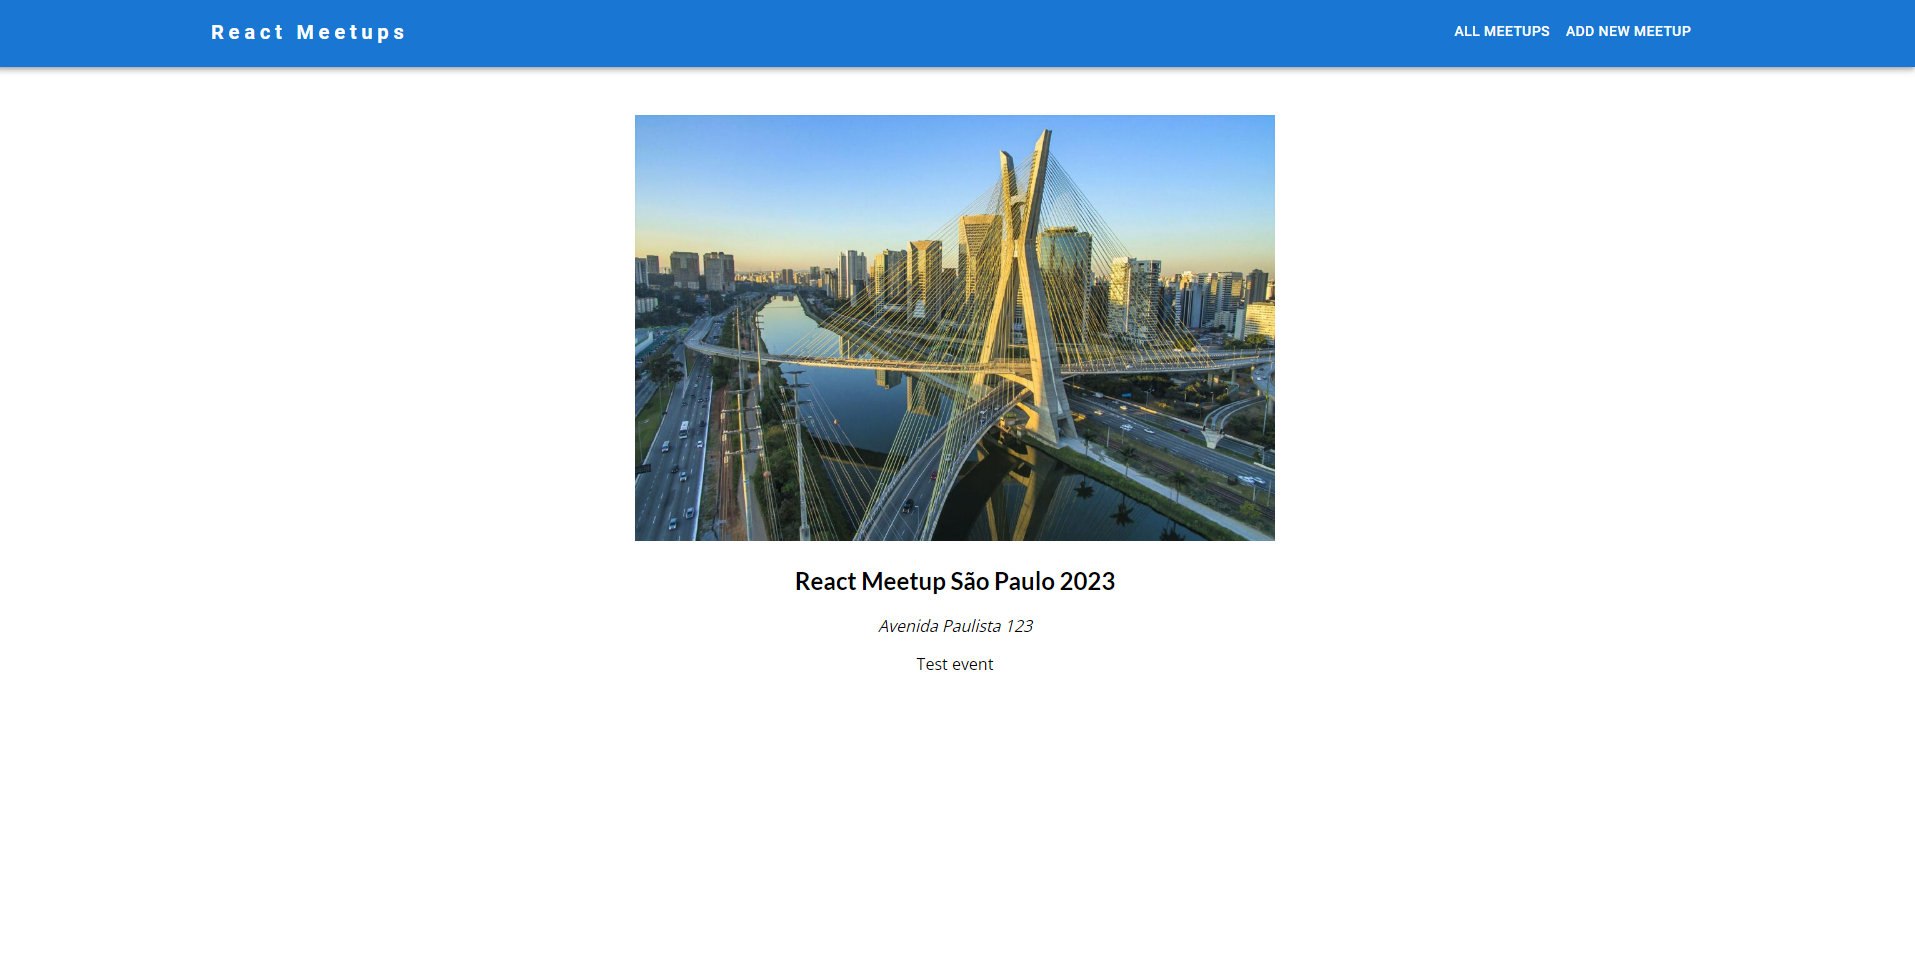 React Meetups
ALL MEETUPS ADD NEW MEETUP
React Meetup São Paulo 2023
Avenida Paulista 123
Test event